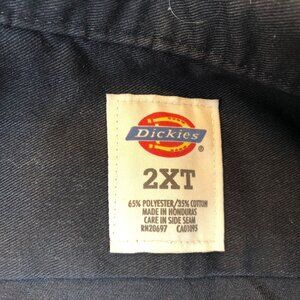 Dickies
®
2XT
65% POLYESTER/35% COTTON
MADE IN HONDURAS
CARE IN SIDE SEAM
RN20697 CA01095